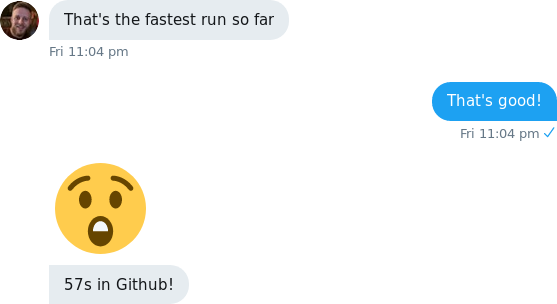 That's the fastest run so far
Fri 11:04 pm
That's good!
Fri 11:04 pm
57s in Github!